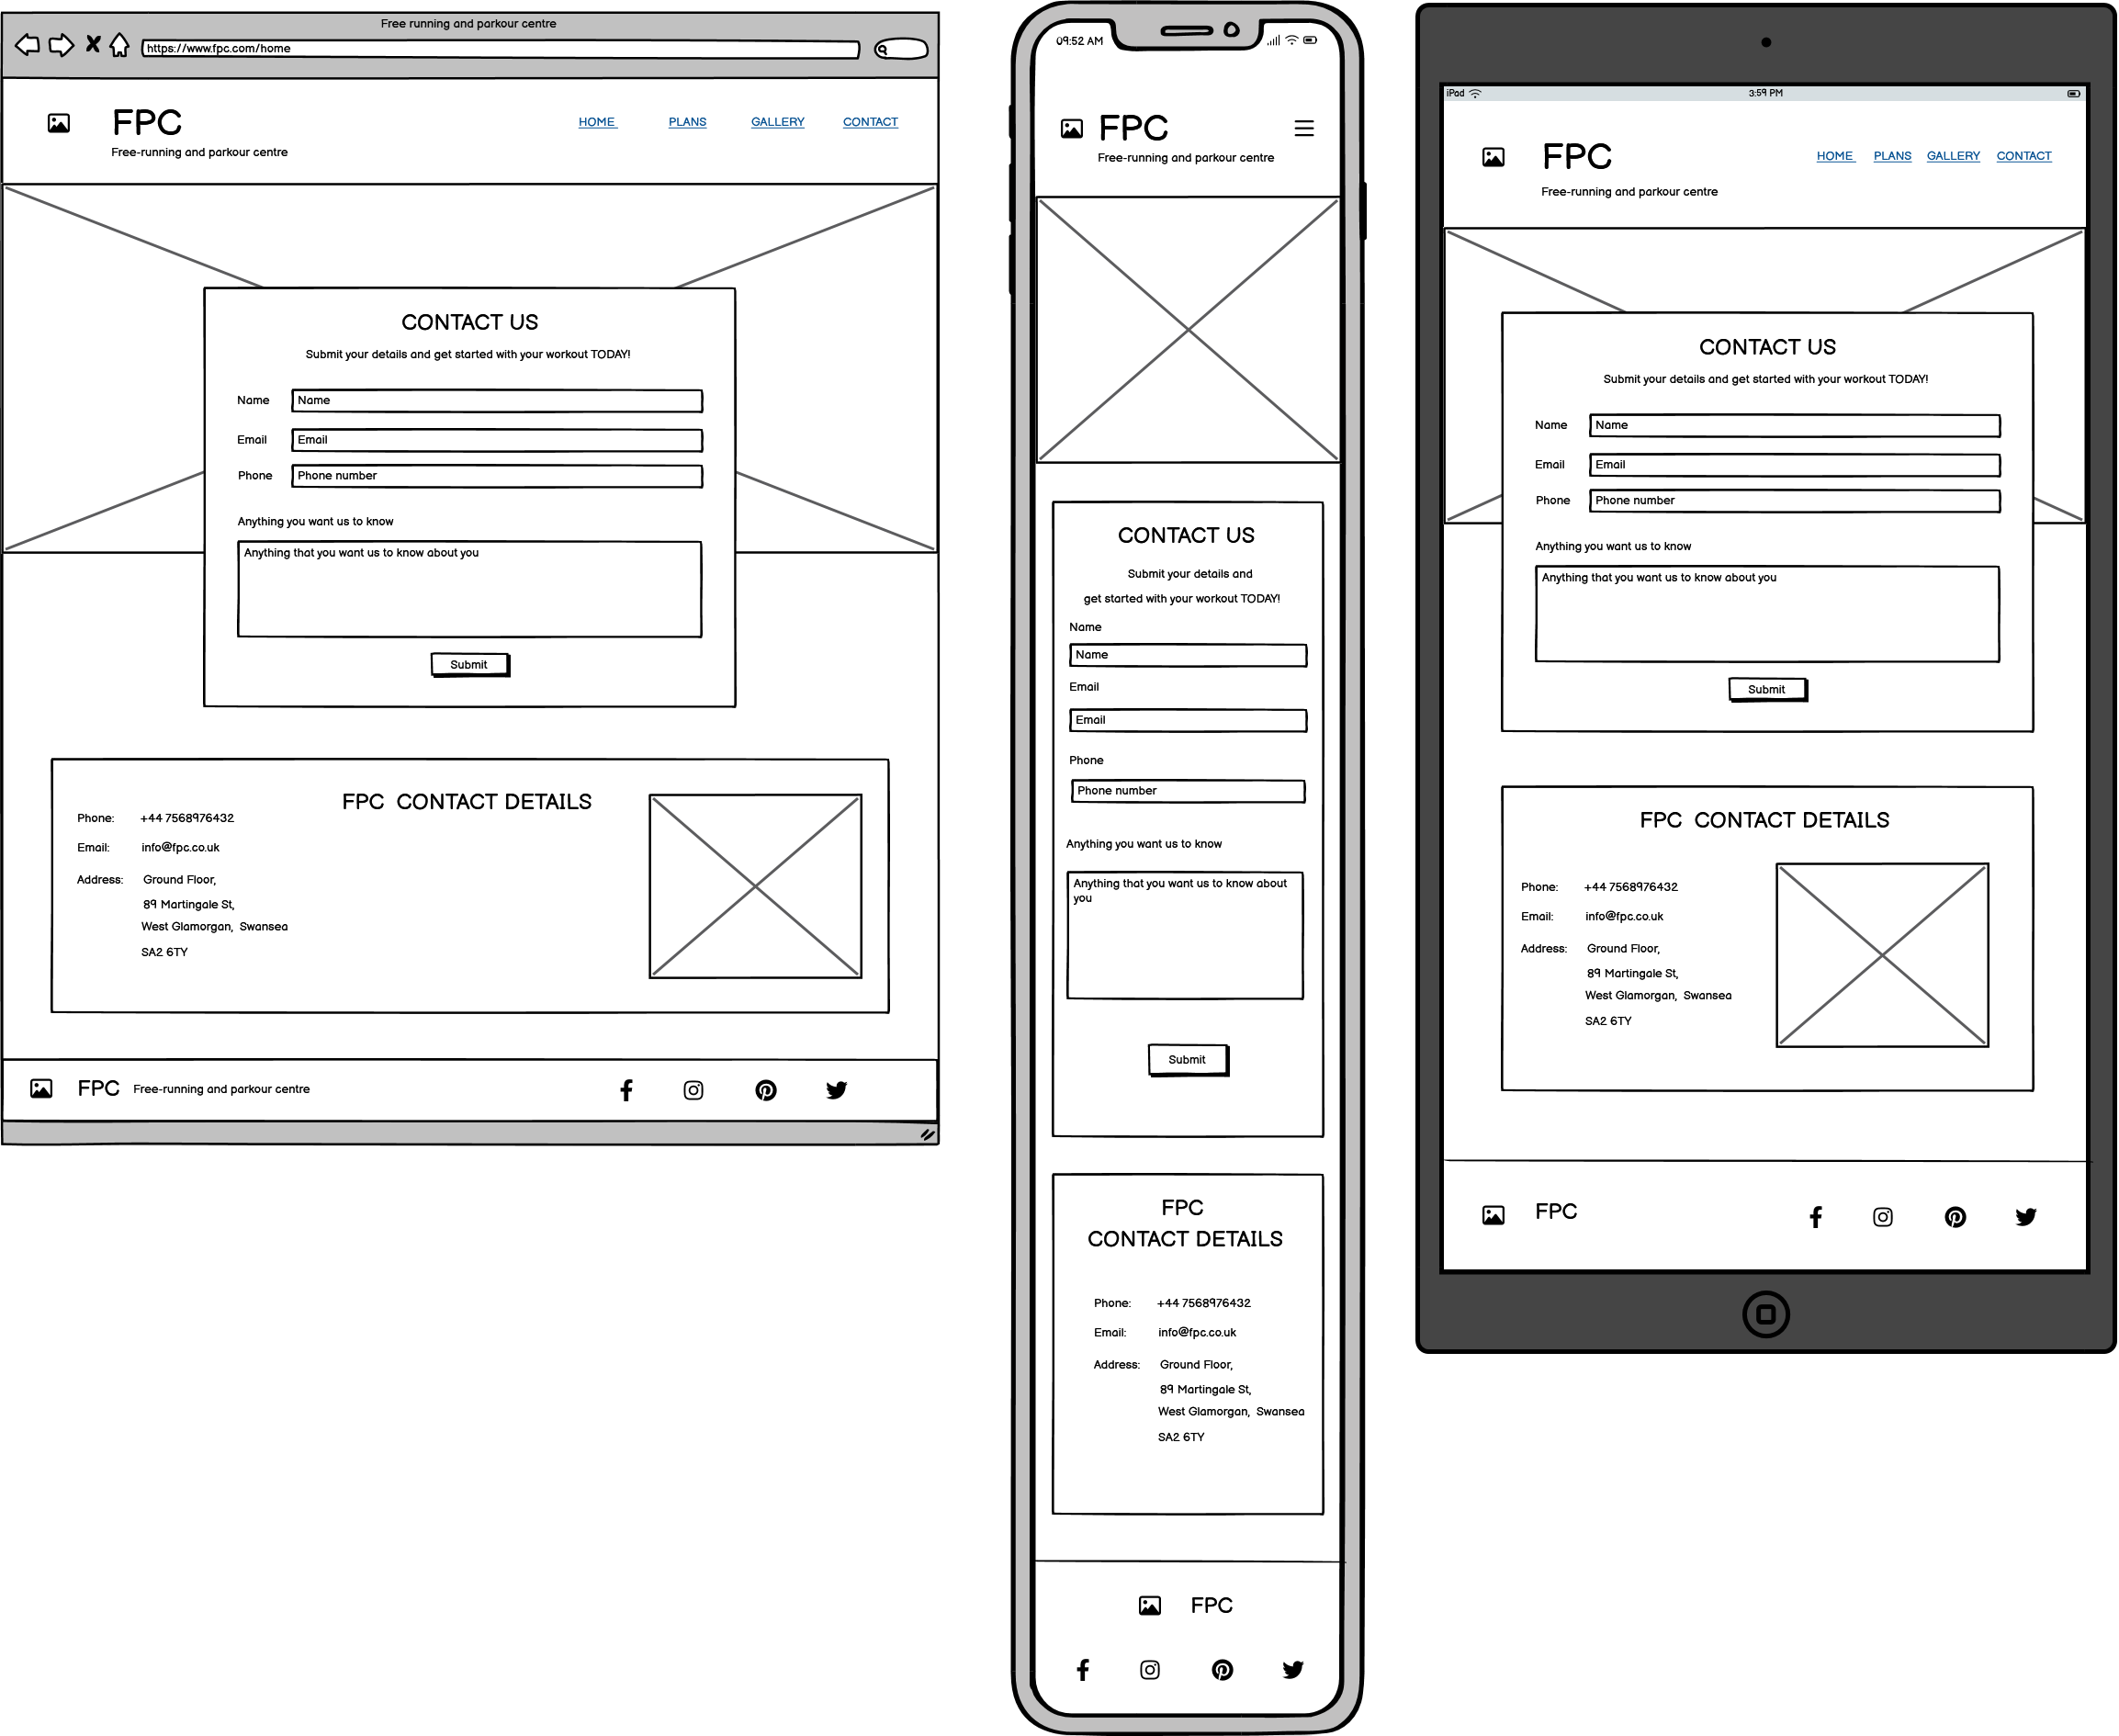 Free running and parkour centre
https://www.fpc.com/home
FPC
Free-running and parkour centre
HOME PLANS GALLERY CONTACT
CONTACT US
Submit your details and get started with your workout TODAY!
Name Name
Email Email
Phone Phone number
Anything you want us to know
Anything that you want us to know about you
Submit
FPC CONTACT DETAILS
Phone: +44 7568976432
Email: info@fpc.co.uk
Address: Ground Floor,
89 Martingale St,
West Glamorgan, Swansea
SA2 6TY
FPC Free-running and parkour centre
09:52 AM
FPC
Free-running and parkour centre
CONTACT US
Submit your details and
get started with your workout TODAY!
Name
Name
Email
Email
Phone
Phone number
Anything you want us to know
Anything that you want us to know about
you
Submit
FPC
CONTACT DETAILS
Phone: +44 7568976432
Email: info@fpc.co.uk
Address: Ground Floor,
89 Martingale St,
West Glamorgan, Swansea
SA2 6TY
FPC
iPad 3:59 PM
FPC
Free-running and parkour centre
HOME PLANS GALLERY CONTACT
CONTACT US
Submit your details and get started with your workout TODAY!
Name Name
Email Email
Phone Phone number
Anything you want us to know
Anything that you want us to know about you
Submit
FPC CONTACT DETAILS
Phone: +44 7568976432
Email: info@fpc.co.uk
Address: Ground Floor,
89 Martingale St,
West Glamorgan, Swansea
SA2 6TY
FPC